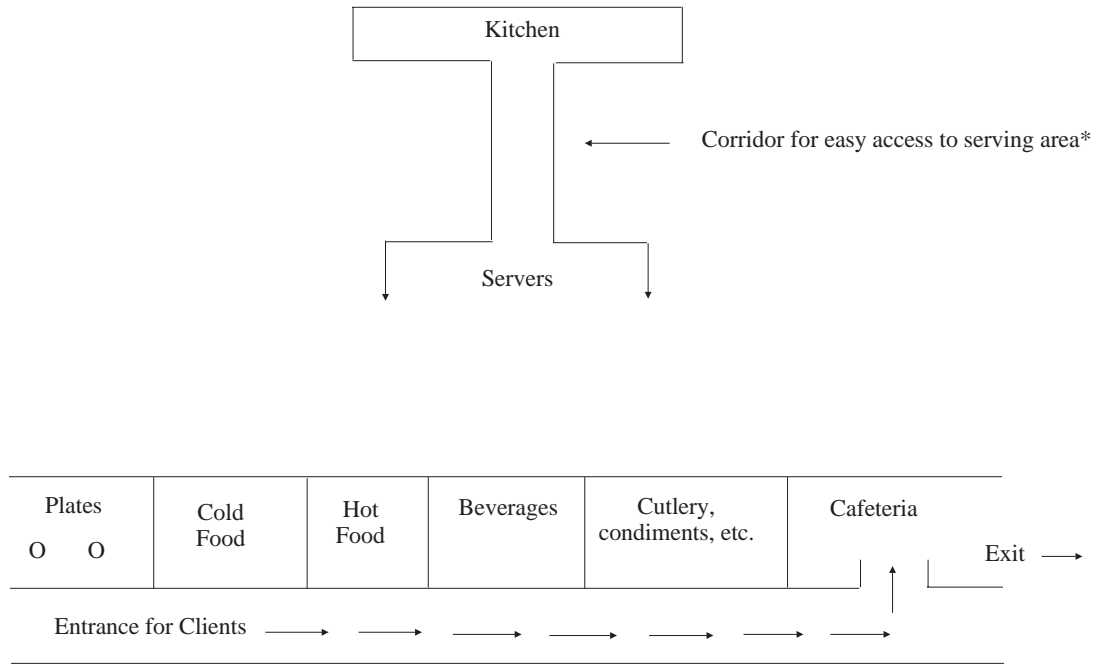 Kitchen
Corridor for easy access to serving area*
Servers
Plates
O O
Cold
Food
Hot
Food
Beverages
Cutlery,
condiments, etc.
Cafeteria
Exit
Entrance for Clients